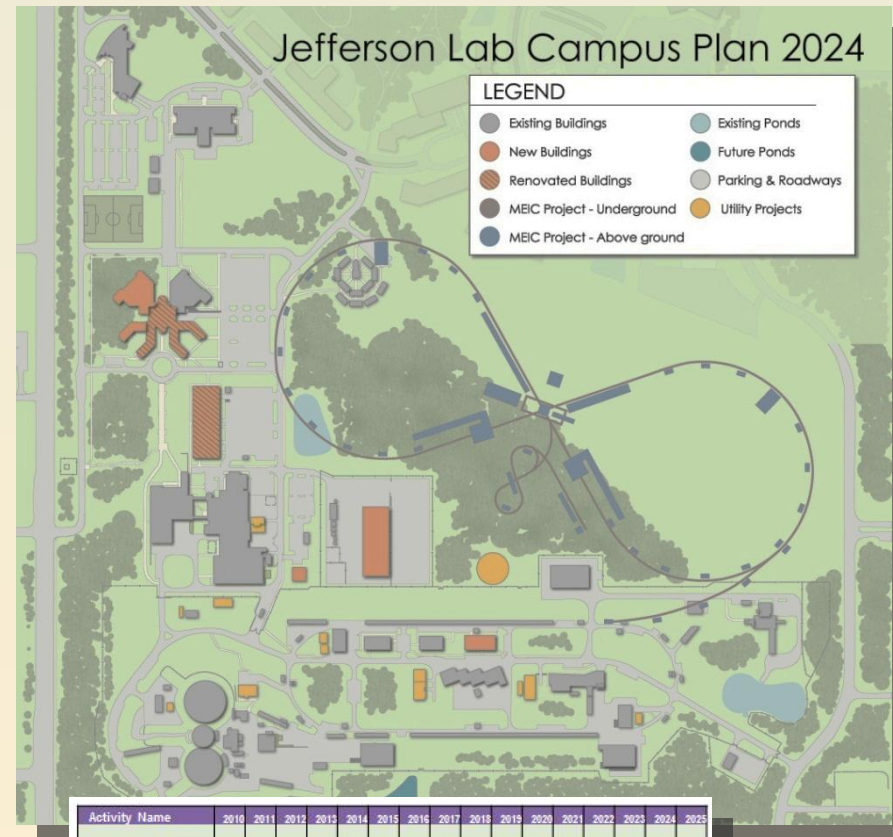 Jefferson Lab Campus Plan 2024
LEGEND
Existing Buildings
New Buildings
Renovated Buildings
MEIC Project - Underground
MEIC Project - Above ground
Existing Ponds
Future Ponds
Parking & Roadways
Utility Projects
Activity Name 2010 2011 2012 2013 2014 2015 2016 2017 2018 2019 2020 2021 2022 2023 2024 2025